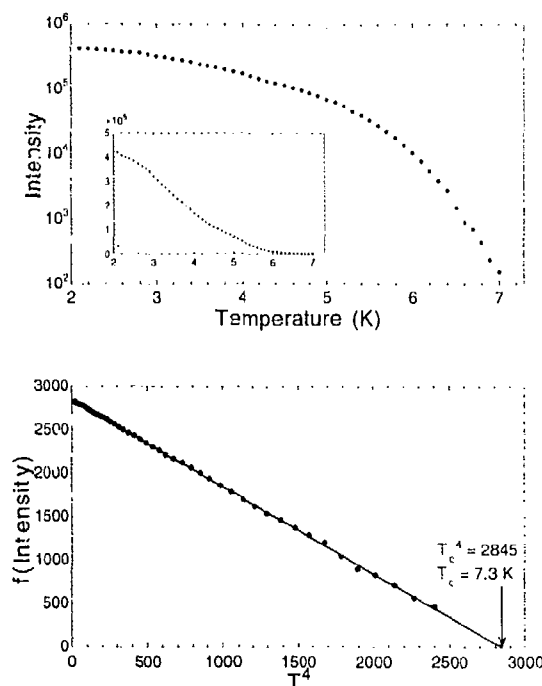 10^6
10^5
10^4
10^3
10^2
Intensity
× 10^5
5
4
3
2
1
0
2 3 4 5 6 7
2 3 4 5 6 7
Temperature (K)
3000
2500
2000
1500
1000
500
0
f(Intensity)
T_c^4 = 2845
T_c = 7.3 K
0 500 1000 1500 2000 2500 3000
T^4